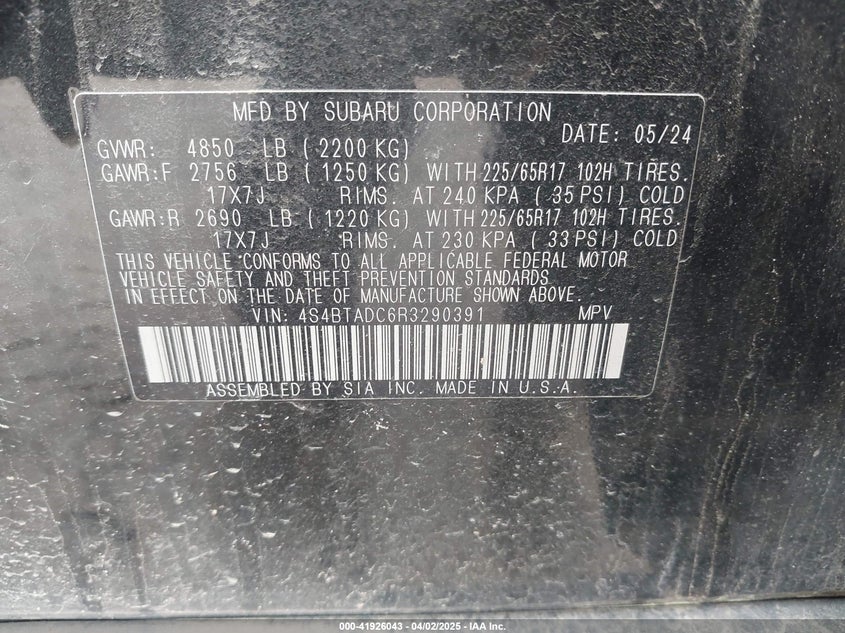 MFD BY SUBARU CORPORATION
DATE: 05/24
GVWR: 4850 LB (2200 KG)
GAWR:F 2756 LB (1250 KG) WITH 225/65R17 102H TIRES.
17X7J RIMS. AT 240 KPA (35 PSI) COLD
GAWR:R 2690 LB (1220 KG) WITH 225/65R17 102H TIRES.
17X7J RIMS. AT 230 KPA (33 PSI) COLD
THIS VEHICLE CONFORMS TO ALL APPLICABLE FEDERAL MOTOR
VEHICLE SAFETY AND THEFT PREVENTION STANDARDS
IN EFFECT ON THE DATE OF MANUFACTURE SHOWN ABOVE.
VIN: 4S4BTADC6R3290391 MPV
ASSEMBLED BY SIA INC. MADE IN U.S.A.
000-41926043 - 04/02/2025 - IAA Inc.